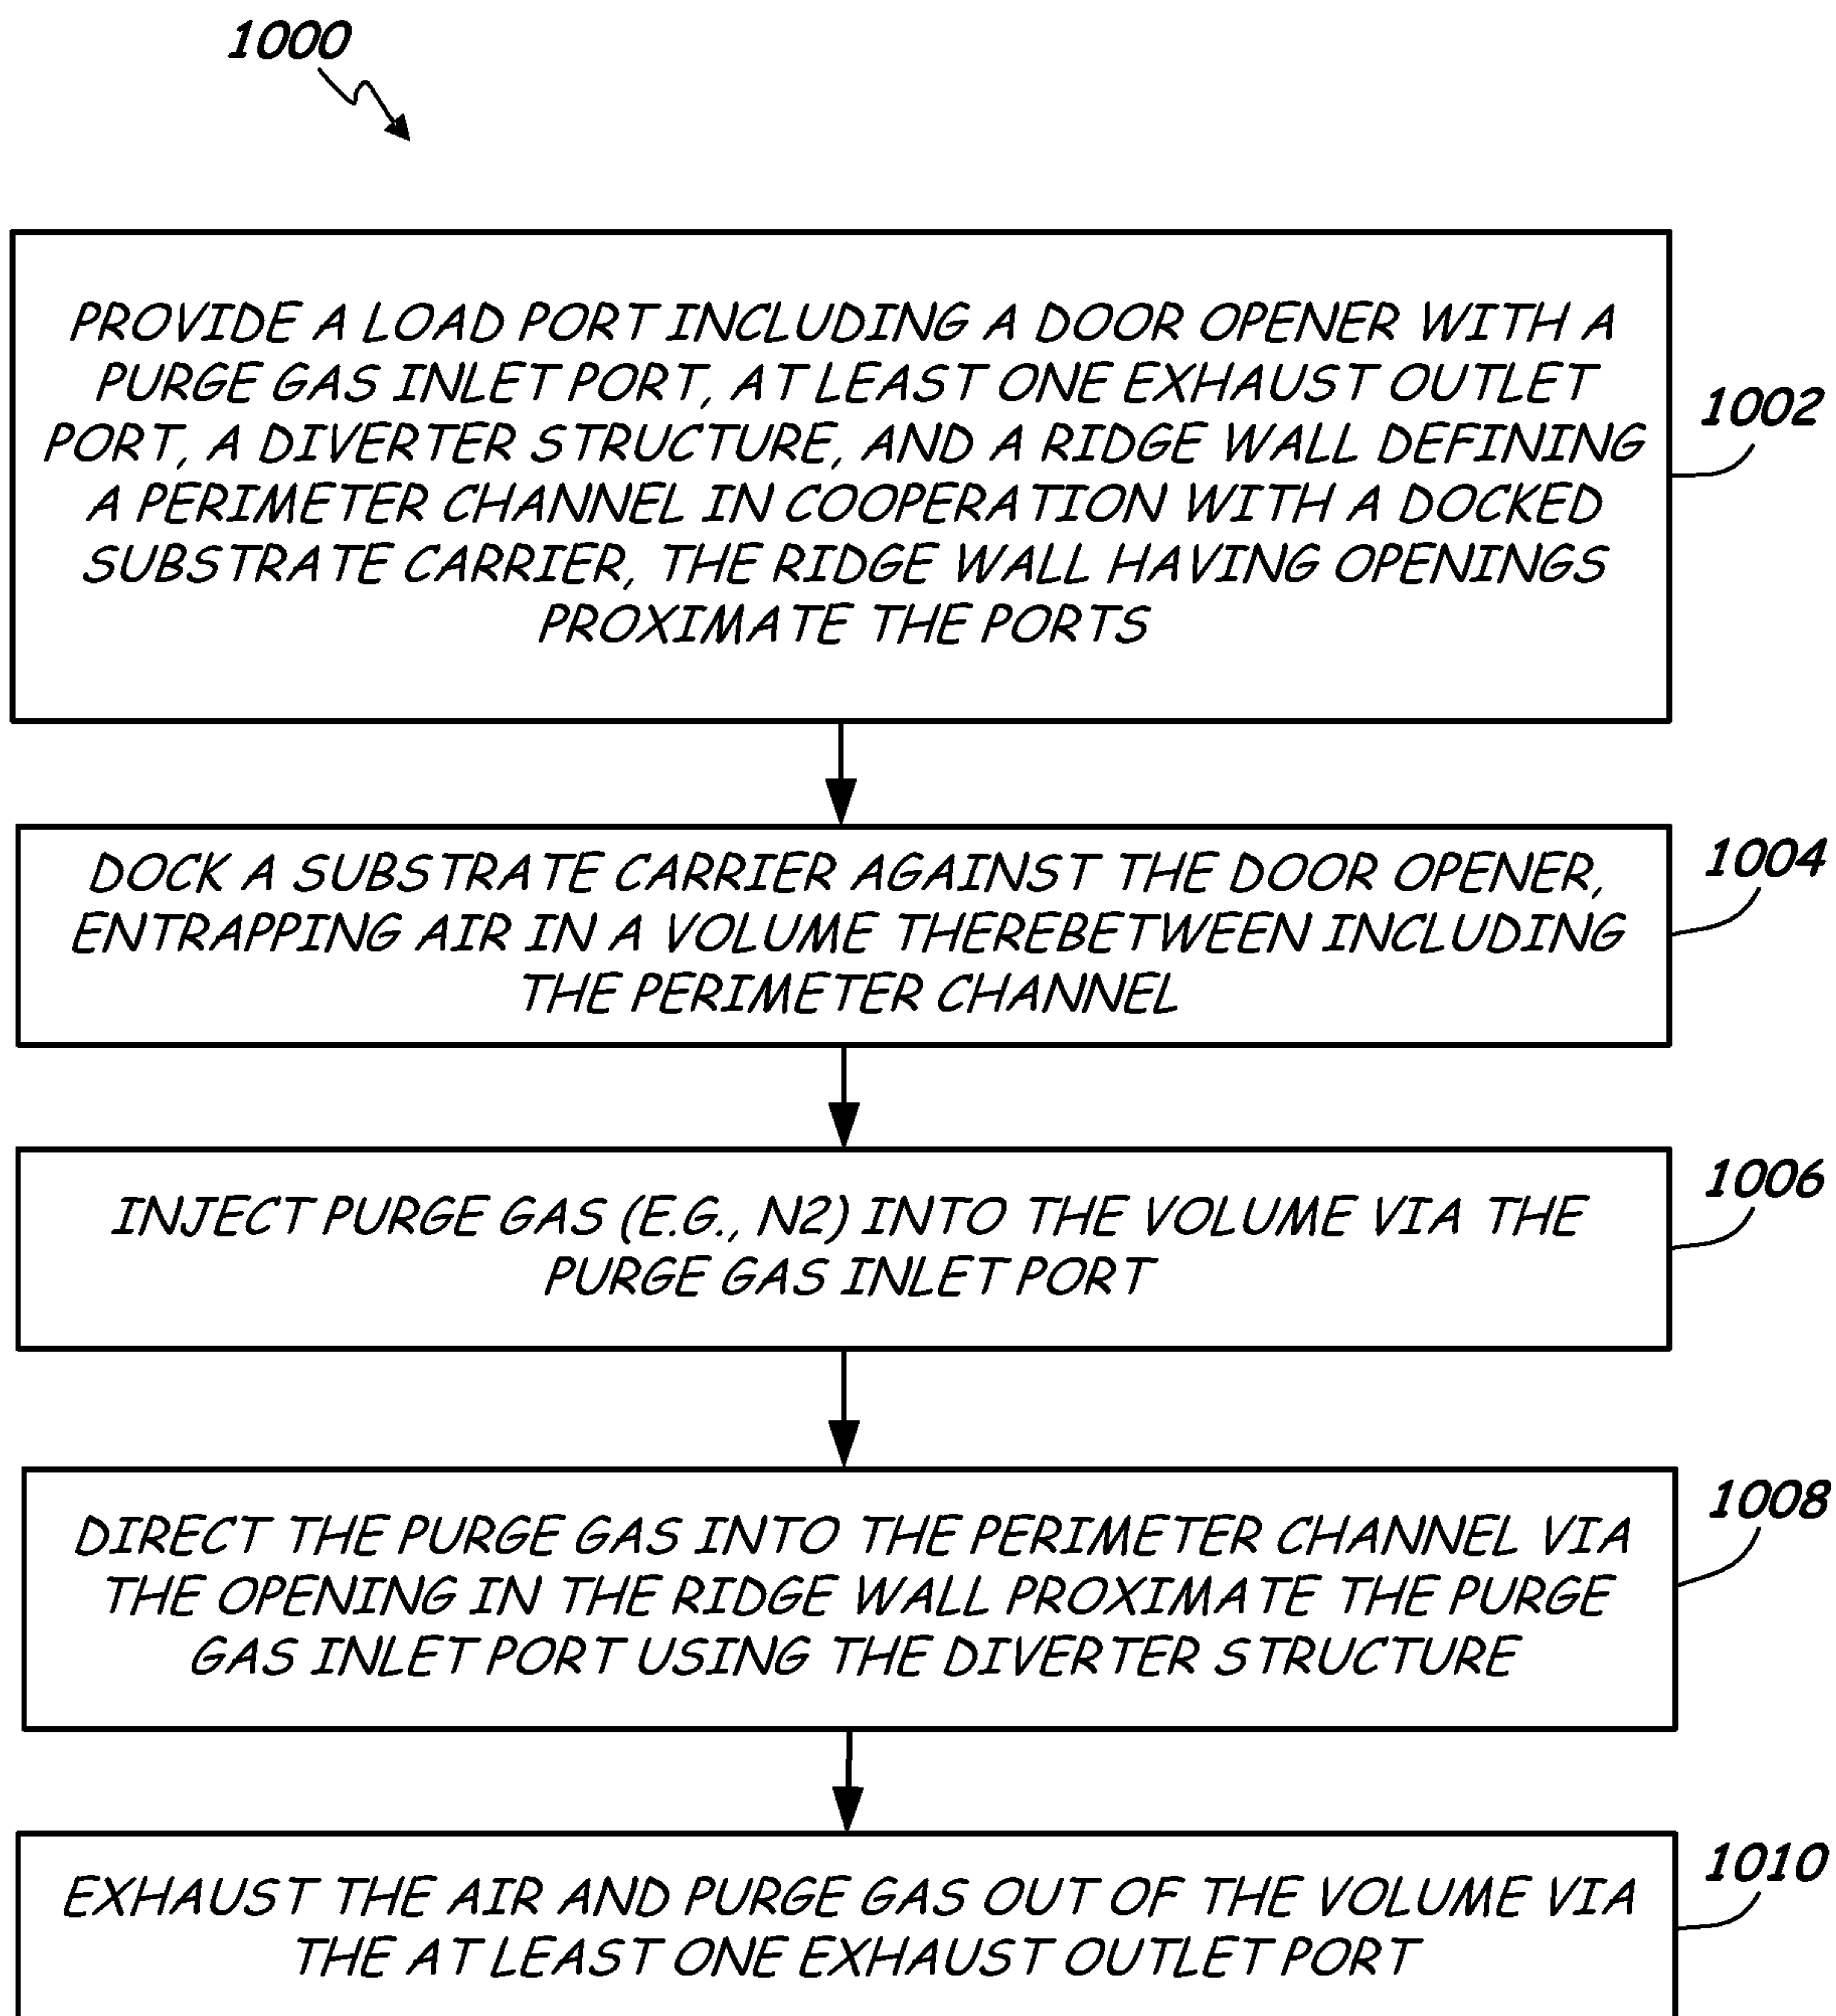 1000
PROVIDE A LOAD PORT INCLUDING A DOOR OPENER WITH A
PURGE GAS INLET PORT, AT LEAST ONE EXHAUST OUTLET
PORT, A DIVERTER STRUCTURE, AND A RIDGE WALL DEFINING
A PERIMETER CHANNEL IN COOPERATION WITH A DOCKED
SUBSTRATE CARRIER, THE RIDGE WALL HAVING OPENINGS
PROXIMATE THE PORTS
1002
DOCK A SUBSTRATE CARRIER AGAINST THE DOOR OPENER,
ENTRAPPING AIR IN A VOLUME THEREBETWEEN INCLUDING
THE PERIMETER CHANNEL
1004
INJECT PURGE GAS (E.G., N2) INTO THE VOLUME VIA THE
PURGE GAS INLET PORT
1006
DIRECT THE PURGE GAS INTO THE PERIMETER CHANNEL VIA
THE OPENING IN THE RIDGE WALL PROXIMATE THE PURGE
GAS INLET PORT USING THE DIVERTER STRUCTURE
1008
EXHAUST THE AIR AND PURGE GAS OUT OF THE VOLUME VIA
THE AT LEAST ONE EXHAUST OUTLET PORT
1010